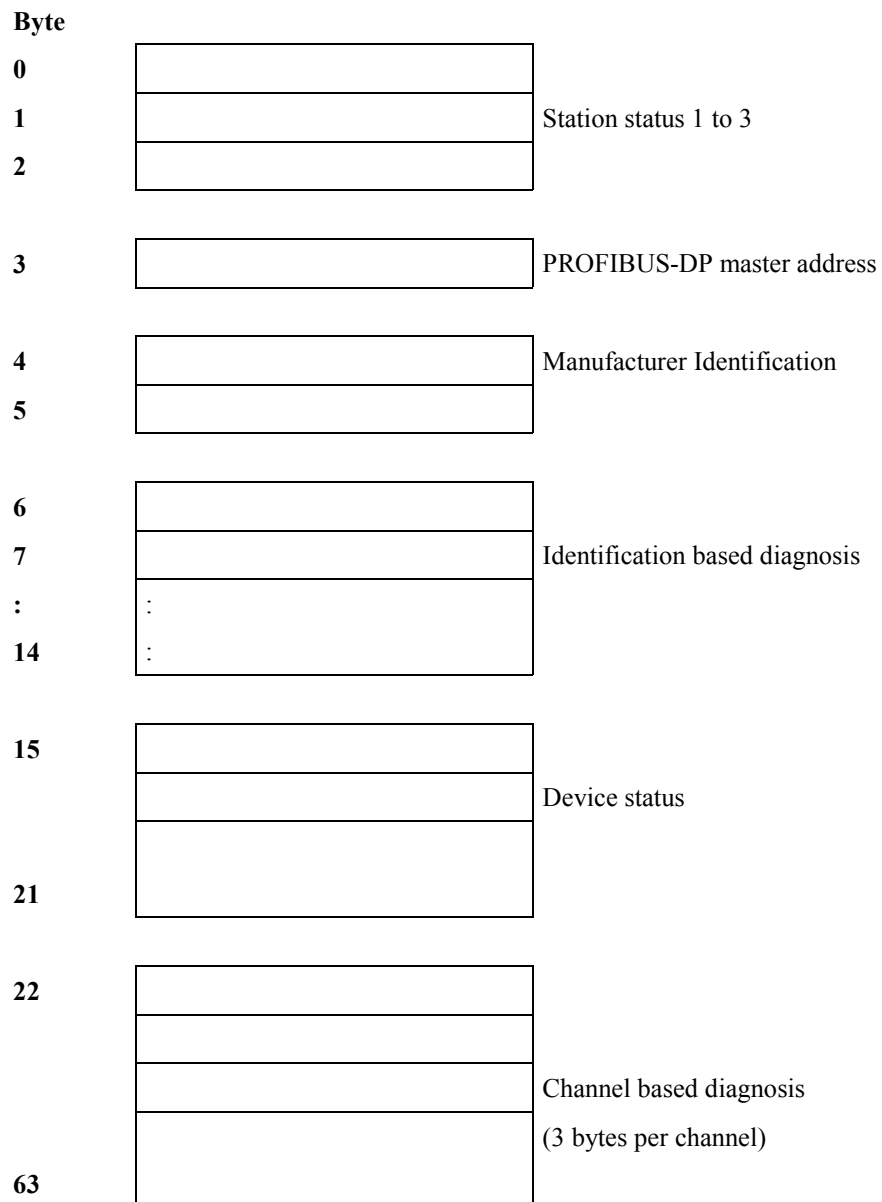 Byte
0
1 Station status 1 to 3
2
3 PROFIBUS-DP master address
4 Manufacturer Identification
5
6
7 Identification based diagnosis
: :
14 :
15
Device status
21
22
Channel based diagnosis
(3 bytes per channel)
63